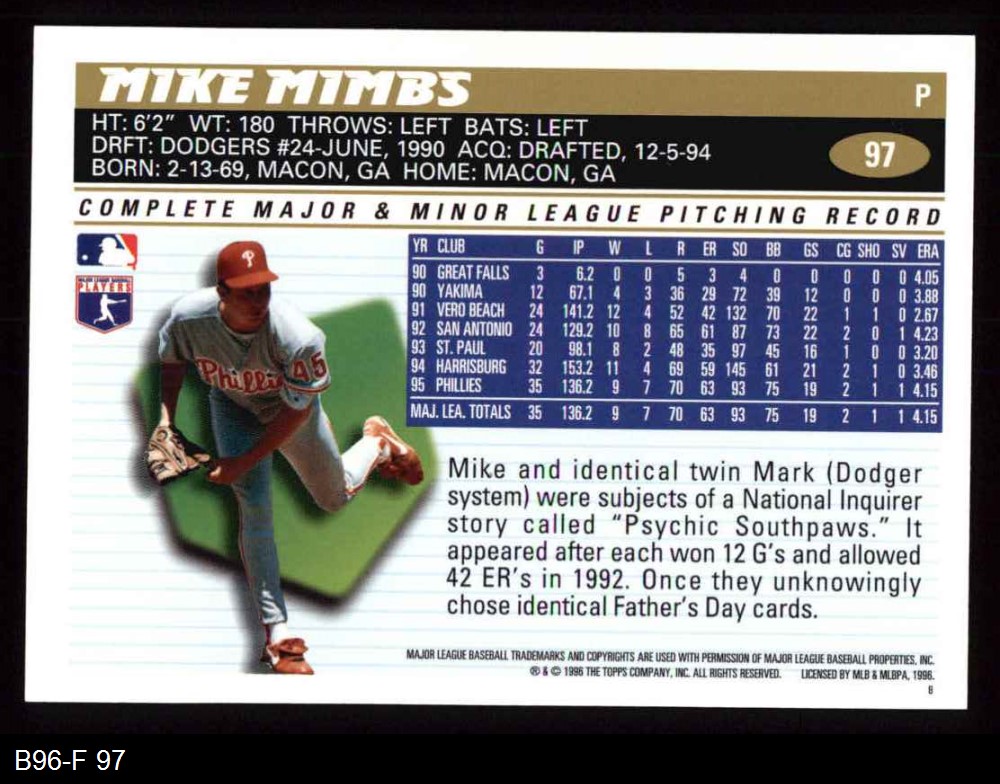 MIKE MIMBS
P
HT: 6'2" WT: 180 THROWS: LEFT BATS: LEFT
DRFT: DODGERS #24-JUNE, 1990 ACQ: DRAFTED, 12-5-94
BORN: 2-13-69, MACON, GA HOME: MACON, GA
97
COMPLETE MAJOR & MINOR LEAGUE PITCHING RECORD
YR CLUB G IP W L R ER SO BB GS CG SHO SV ERA
90 GREAT FALLS 3 6.2 0 0 5 3 4 0 0 0 0 0 4.05
90 YAKIMA 12 67.1 4 3 36 29 72 39 12 0 0 0 3.88
91 VERO BEACH 24 141.2 12 4 52 42 132 70 22 1 1 0 2.67
92 SAN ANTONIO 24 129.2 10 8 65 61 87 73 22 2 0 1 4.23
93 ST. PAUL 20 98.1 8 2 48 35 97 45 16 1 0 0 3.20
94 HARRISBURG 32 153.2 11 4 69 59 145 61 21 2 1 0 3.46
95 PHILLIES 35 136.2 9 7 70 63 93 75 19 2 1 1 4.15
MAJ. LEA. TOTALS 35 136.2 9 7 70 63 93 75 19 2 1 1 4.15
PLAYERS
P
Phillies 45
Mike and identical twin Mark (Dodger
system) were subjects of a National Inquirer
story called "Psychic Southpaws." It
appeared after each won 12 G's and allowed
42 ER's in 1992. Once they unknowingly
chose identical Father's Day cards.
MAJOR LEAGUE BASEBALL TRADEMARKS AND COPYRIGHTS ARE USED WITH PERMISSION OF MAJOR LEAGUE BASEBALL PROPERTIES, INC.
® & © 1996 THE TOPPS COMPANY, INC. ALL RIGHTS RESERVED. LICENSED BY MLB & MLBPA, 1996.
B96-F 97